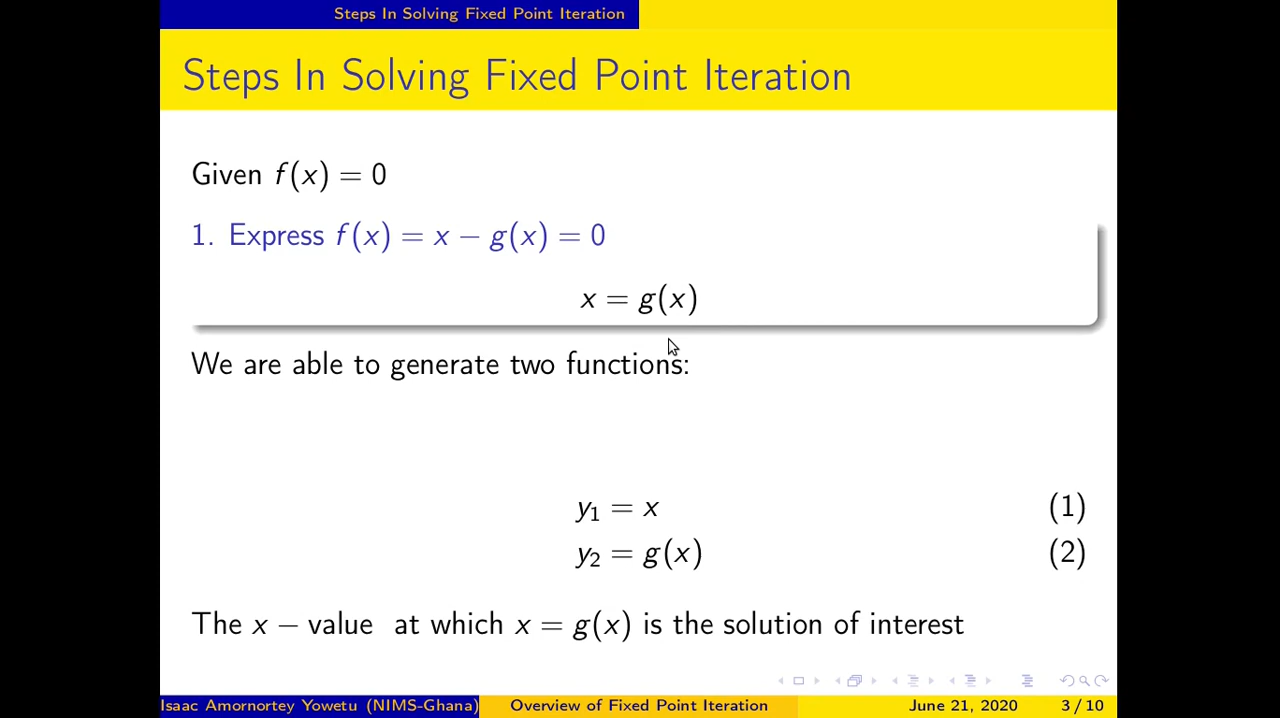 Steps In Solving Fixed Point Iteration
Steps In Solving Fixed Point Iteration
Given f(x) = 0
1. Express f(x) = x − g(x) = 0
x = g(x)
We are able to generate two functions:
y₁ = x (1)
y₂ = g(x) (2)
The x − value at which x = g(x) is the solution of interest
Isaac Amornortey Yowetu (NIMS-Ghana) Overview of Fixed Point Iteration June 21, 2020 3 / 10